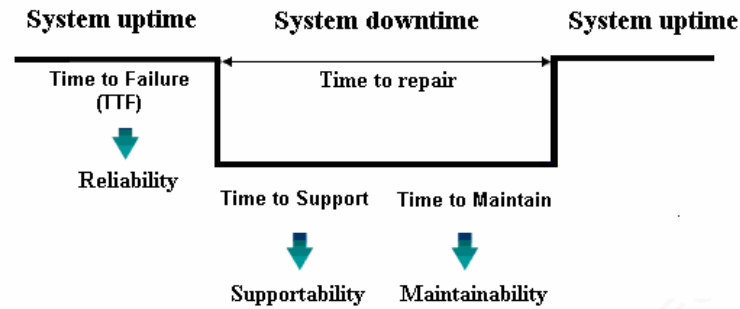 System uptime System downtime System uptime
Time to Failure
(TTF)
Time to repair
Reliability
Time to Support Time to Maintain
Supportability Maintainability